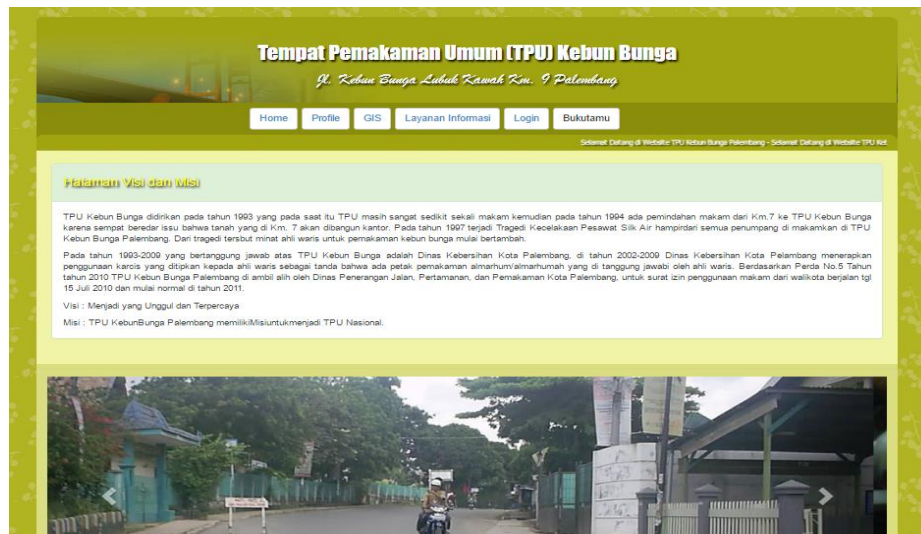 Tempat Pemakaman Umum (TPU) Kebun Bunga
Jl. Kebun Bunga Lubuk Kawah Km. 9 Palembang
Home Profile GIS Layanan Informasi Login Bukutamu
Selamat Datang di Website TPU Kebun Bunga Palembang - Selamat Datang di Website TPU Ket
Halaman Visi dan Misi
TPU Kebun Bunga didirikan pada tahun 1993 yang pada saat itu TPU masih sangat sedikit sekali makam kemudian pada tahun 1994 ada pemindahan makam dari Km.7 ke TPU Kebun Bunga
karena sempat beredar issu bahwa tanah yang di Km. 7 akan dibangun kantor. Pada tahun 1997 terjadi Tragedi Kecelakaan Pesawat Silk Air hampirdari semua penumpang di makamkan di TPU
Kebun Bunga Palembang. Dari tragedi tersbut minat ahli waris untuk pemakaman kebun bunga mulai bertambah.
Pada tahun 1993-2009 yang bertanggung jawab atas TPU Kebun Bunga adalah Dinas Kebersihan Kota Palembang, di tahun 2002-2009 Dinas Kebersihan Kota Pelambang menerapkan
penggunaan karcis yang ditipkan kepada ahli waris sebagai tanda bahwa ada petak pemakaman almarhum/almarhumah yang di tanggung jawabi oleh ahli waris. Berdasarkan Perda No.5 Tahun
tahun 2010 TPU Kebun Bunga Palembang di ambil alih oleh Dinas Penerangan Jalan, Pertamanan, dan Pemakaman Kota Palembang, untuk surat izin penggunaan makam dari walikota berjalan tgl
15 Juli 2010 dan mulai normal di tahun 2011.
Visi : Menjadi yang Unggul dan Terpercaya
Misi : TPU KebunBunga Palembang memilikiMisiuntukmenjadi TPU Nasional.